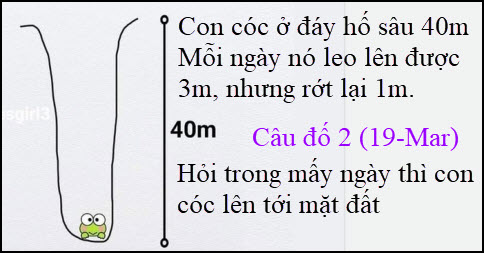 Con cóc ở đáy hố sâu 40m
Mỗi ngày nó leo lên được
3m, nhưng rớt lại 1m.
40m
Câu đố 2 (19-Mar)
Hỏi trong mấy ngày thì con
cóc lên tới mặt đất